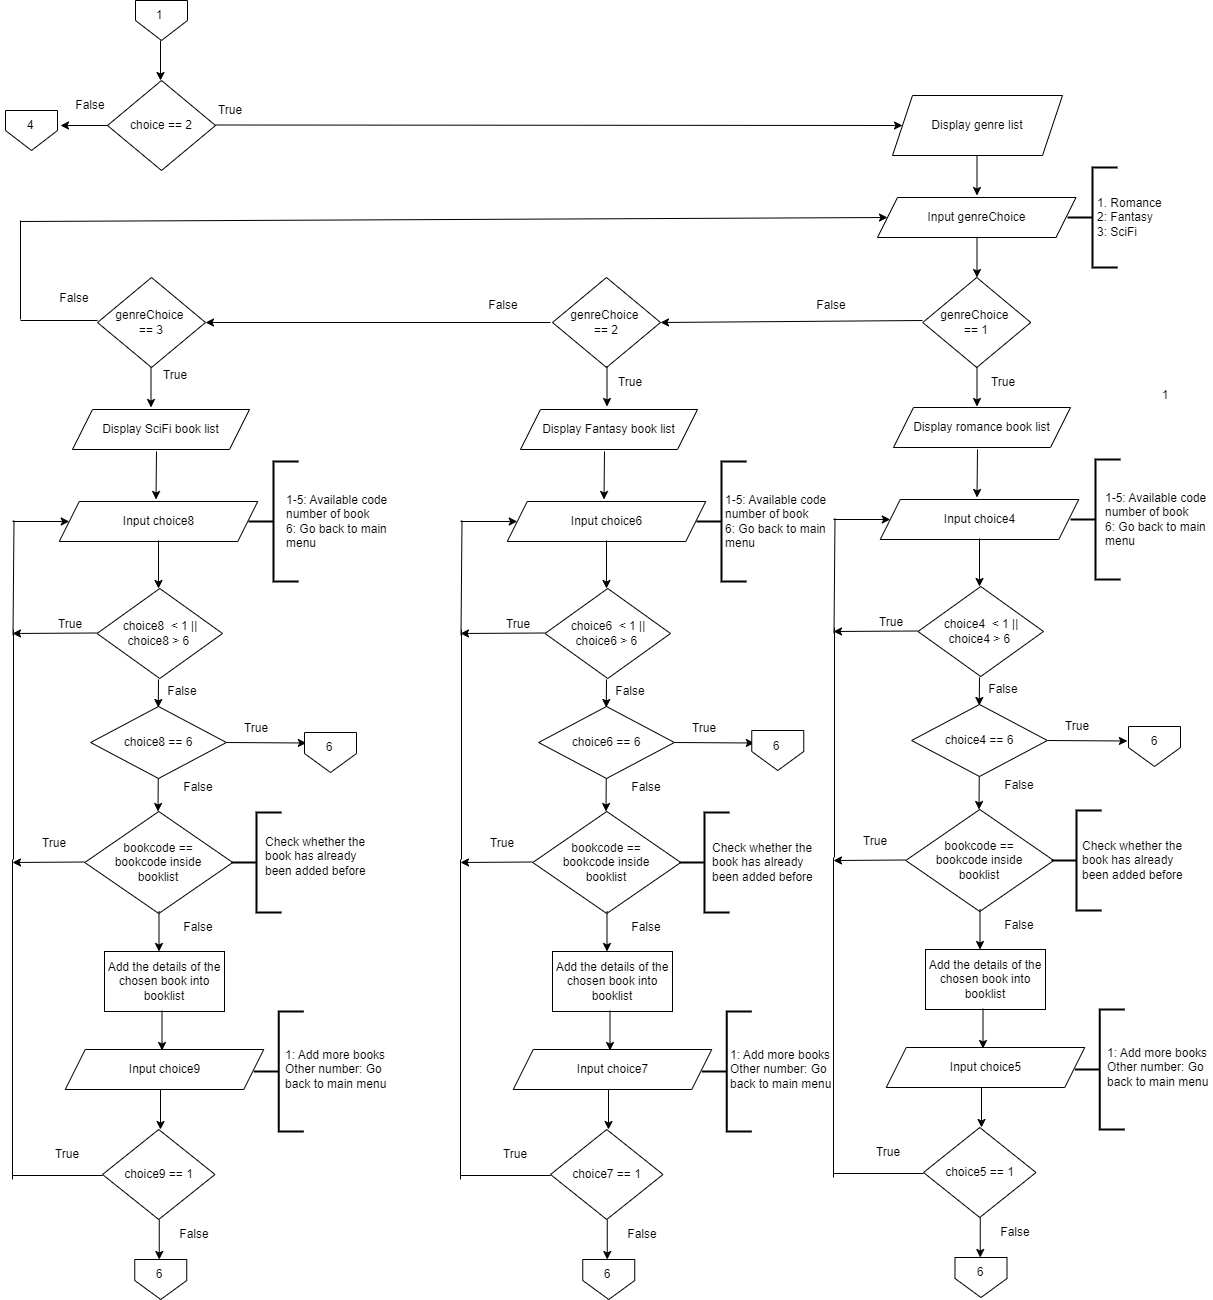 1
False
True
4
choice == 2
Display genre list
Input genreChoice
1. Romance
2: Fantasy
3: SciFi
False
False
False
genreChoice
== 3
genreChoice
== 2
genreChoice
== 1
True
True
True
1
Display SciFi book list
Display Fantasy book list
Display romance book list
Input choice8
1-5: Available code
number of book
6: Go back to main
menu
Input choice6
1-5: Available code
number of book
6: Go back to main
menu
Input choice4
1-5: Available code
number of book
6: Go back to main
menu
True
choice8 < 1 ||
choice8 > 6
True
choice6 < 1 ||
choice6 > 6
True
choice4 < 1 ||
choice4 > 6
False
False
False
choice8 == 6
True
6
choice6 == 6
True
6
choice4 == 6
True
6
False
False
False
True
bookcode ==
bookcode inside
booklist
Check whether the
book has already
been added before
True
bookcode ==
bookcode inside
booklist
Check whether the
book has already
been added before
True
bookcode ==
bookcode inside
booklist
Check whether the
book has already
been added before
False
False
False
Add the details of the
chosen book into
booklist
Add the details of the
chosen book into
booklist
Add the details of the
chosen book into
booklist
Input choice9
1: Add more books
Other number: Go
back to main menu
Input choice7
1: Add more books
Other number: Go
back to main menu
Input choice5
1: Add more books
Other number: Go
back to main menu
True
choice9 == 1
True
choice7 == 1
True
choice5 == 1
False
False
False
6
6
6